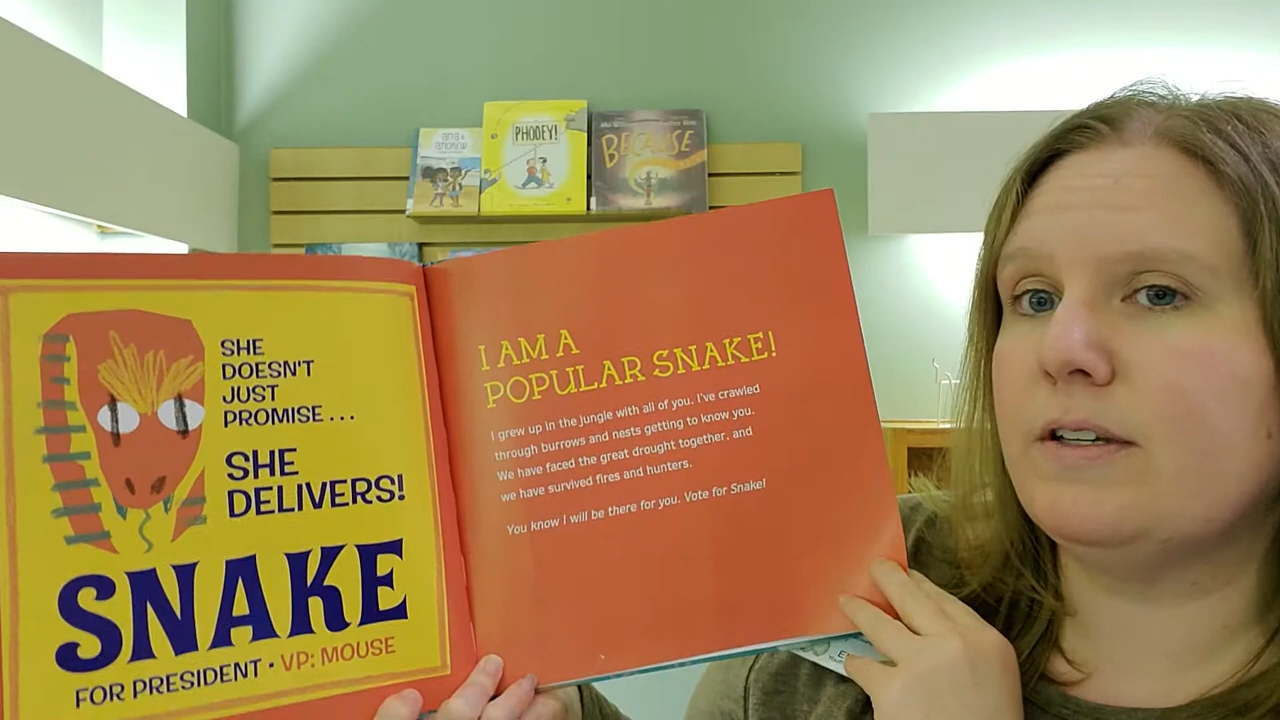 ana &
andrew
PHOOEY!
BECAUSE
SHE
DOESN'T
JUST
PROMISE...
SHE
DELIVERS!
SNAKE
FOR PRESIDENT • VP: MOUSE
I AM A
POPULAR SNAKE!
I grew up in the jungle with all of you. I've crawled
through burrows and nests getting to know you.
We have faced the great drought together, and
we have survived fires and hunters.
You know I will be there for you. Vote for Snake!